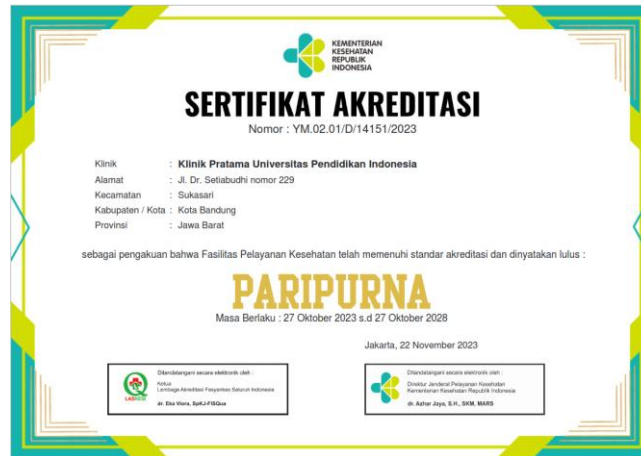 KEMENTERIAN
KESEHATAN
REPUBLIK
INDONESIA
SERTIFIKAT AKREDITASI
Nomor : YM.02.01/D/14151/2023
Klinik : Klinik Pratama Universitas Pendidikan Indonesia
Alamat : Jl. Dr. Setiabudhi nomor 229
Kecamatan : Sukasari
Kabupaten / Kota : Kota Bandung
Provinsi : Jawa Barat
sebagai pengakuan bahwa Fasilitas Pelayanan Kesehatan telah memenuhi standar akreditasi dan dinyatakan lulus :
PARIPURNA
Masa Berlaku : 27 Oktober 2023 s.d 27 Oktober 2028
Jakarta, 22 November 2023
Ditandatangani secara elektronik oleh :
Ketua
Lembaga Akreditasi Fasyankes Seluruh Indonesia
dr. Eka Viora, SpKJ-FISQua
LASKESI
Ditandatangani secara elektronik oleh :
Direktur Jenderal Pelayanan Kesehatan
Kementerian Kesehatan Republik Indonesia
dr. Azhar Jaya, S.H., SKM, MARS